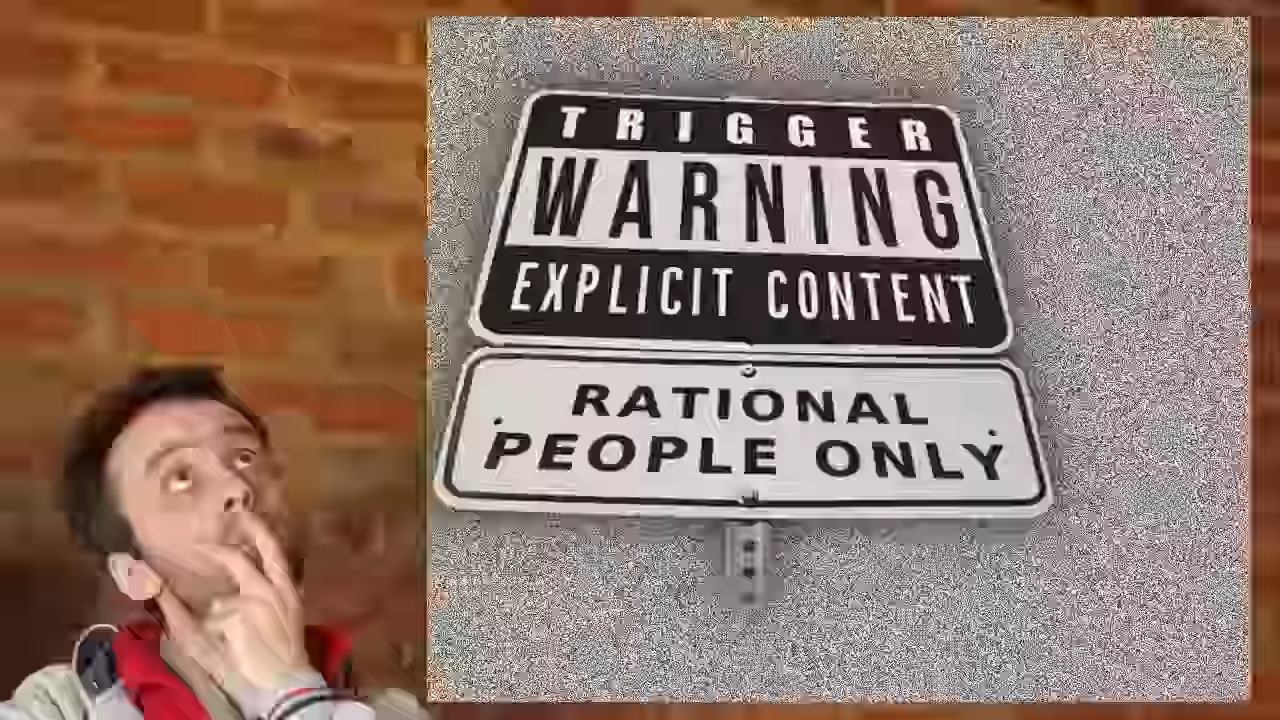 TRIGGER
WARNING
EXPLICIT CONTENT
RATIONAL
PEOPLE ONLY